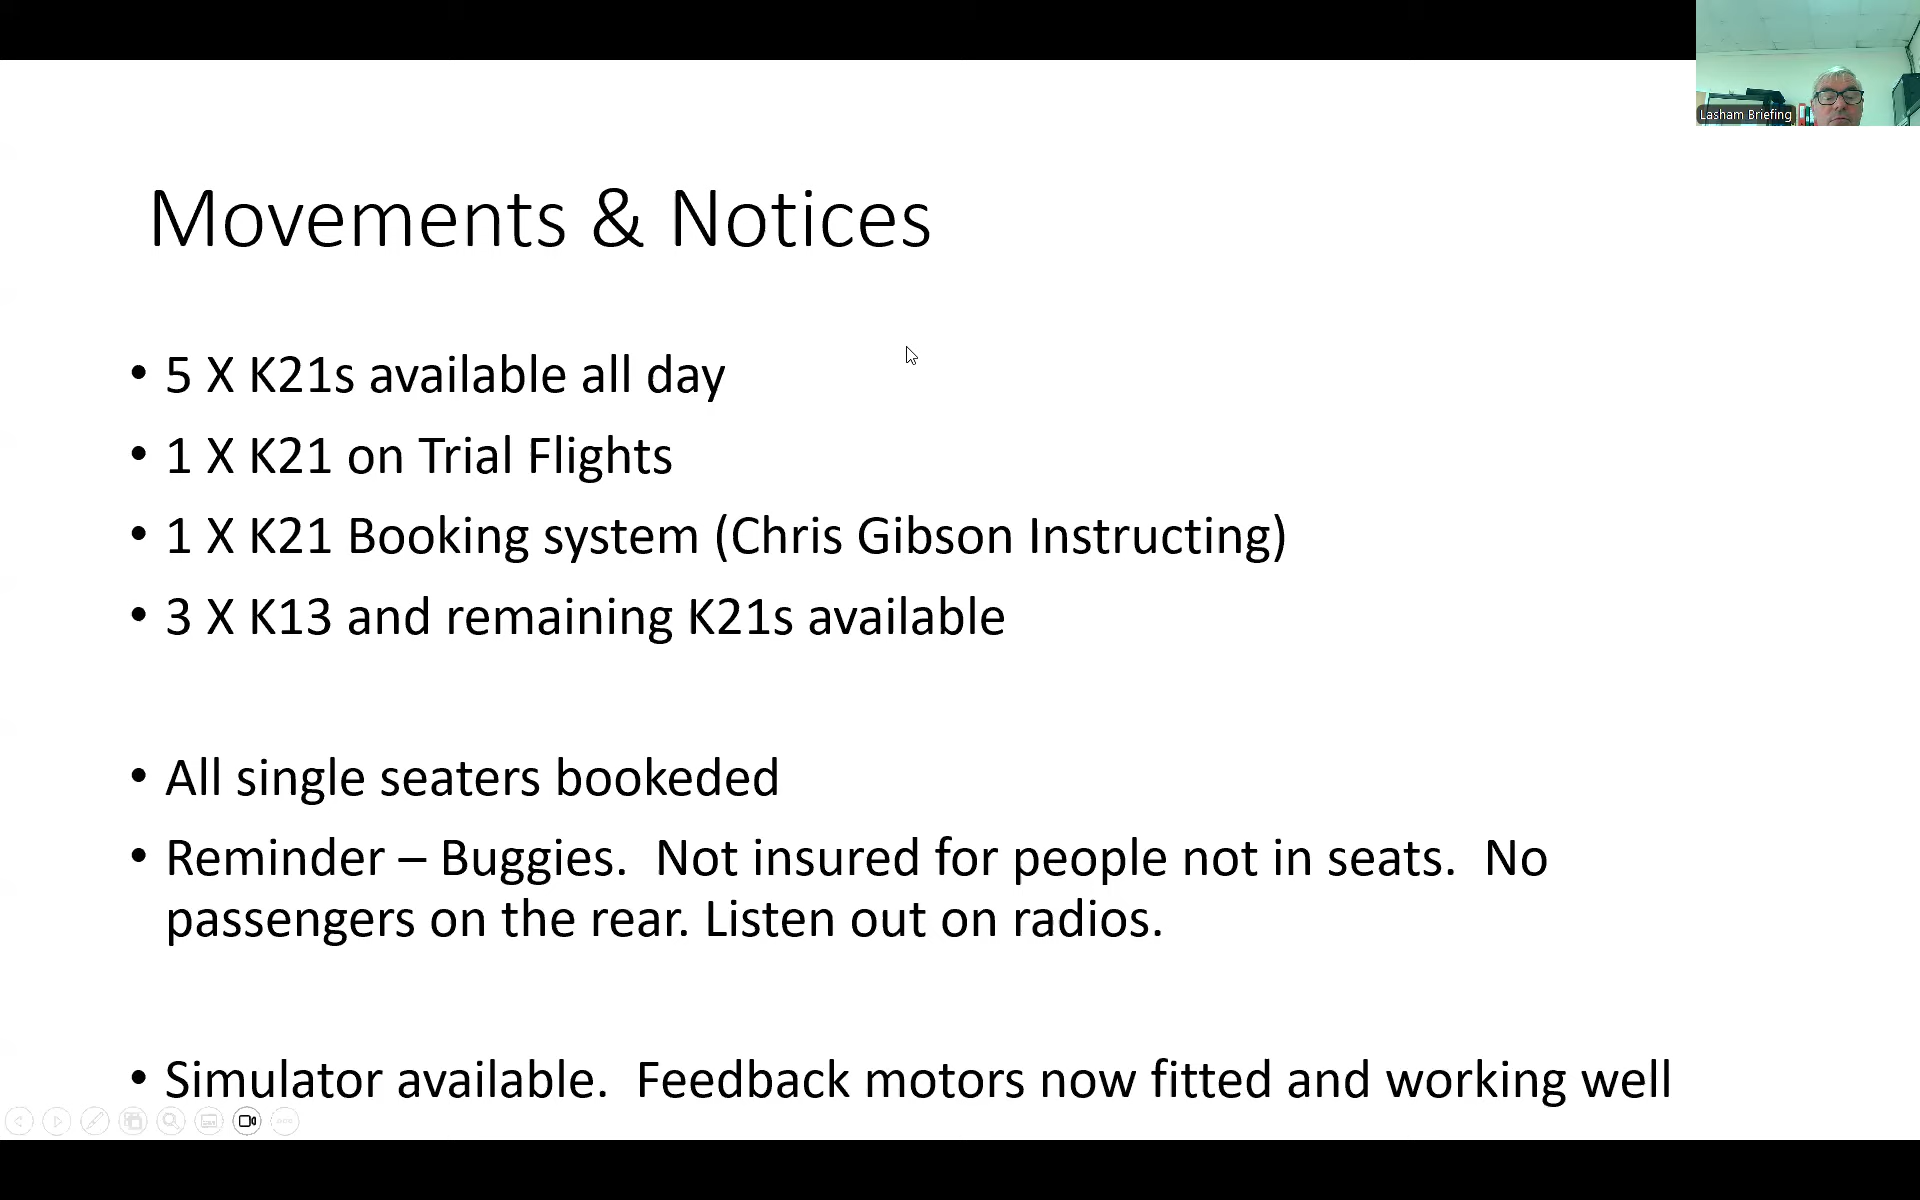 Lasham Briefing
Movements & Notices
• 5 X K21s available all day
• 1 X K21 on Trial Flights
• 1 X K21 Booking system (Chris Gibson Instructing)
• 3 X K13 and remaining K21s available
• All single seaters bookeded
• Reminder – Buggies.  Not insured for people not in seats.  No
passengers on the rear. Listen out on radios.
• Simulator available.  Feedback motors now fitted and working well